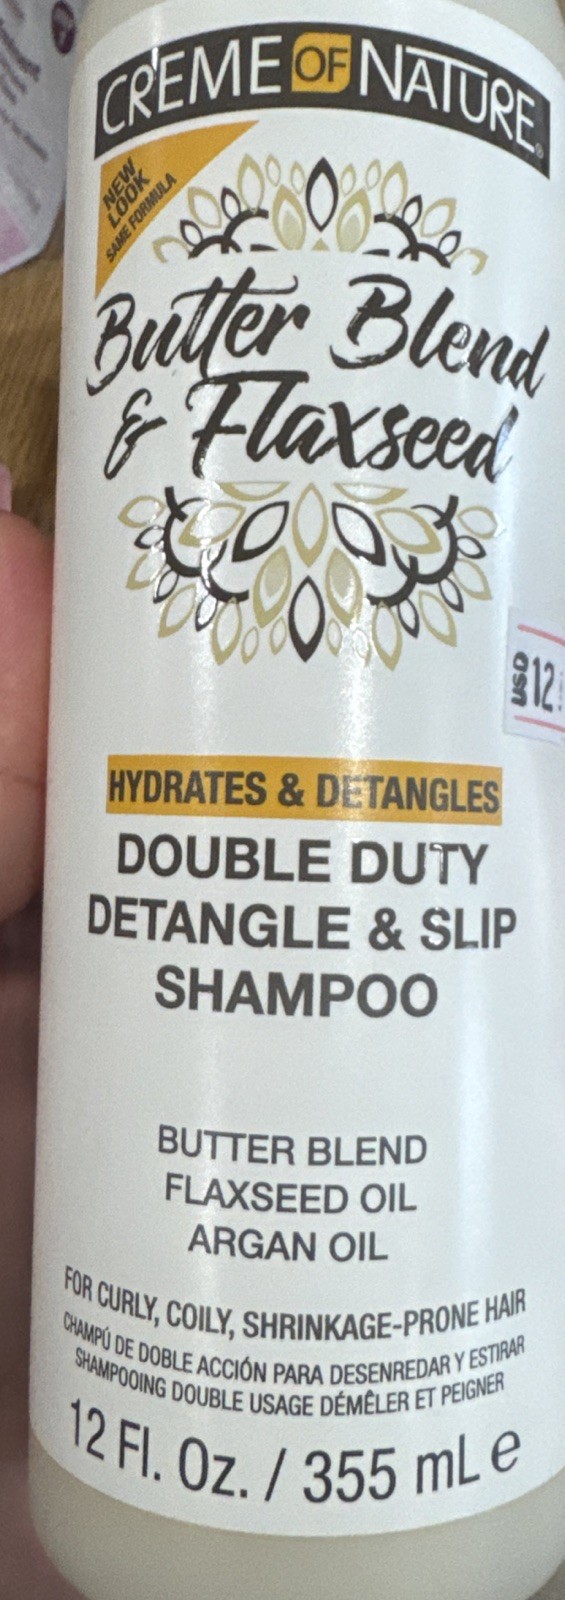 CREME OF NATURE®
NEW
LOOK
SAME FORMULA
Butter Blend
& Flaxseed
USD 12
HYDRATES & DETANGLES
DOUBLE DUTY
DETANGLE & SLIP
SHAMPOO
BUTTER BLEND
FLAXSEED OIL
ARGAN OIL
FOR CURLY, COILY, SHRINKAGE-PRONE HAIR
CHAMPÚ DE DOBLE ACCIÓN PARA DESENREDAR Y ESTIRAR
SHAMPOOING DOUBLE USAGE DÉMÊLER ET PEIGNER
12 Fl. Oz. / 355 mL e